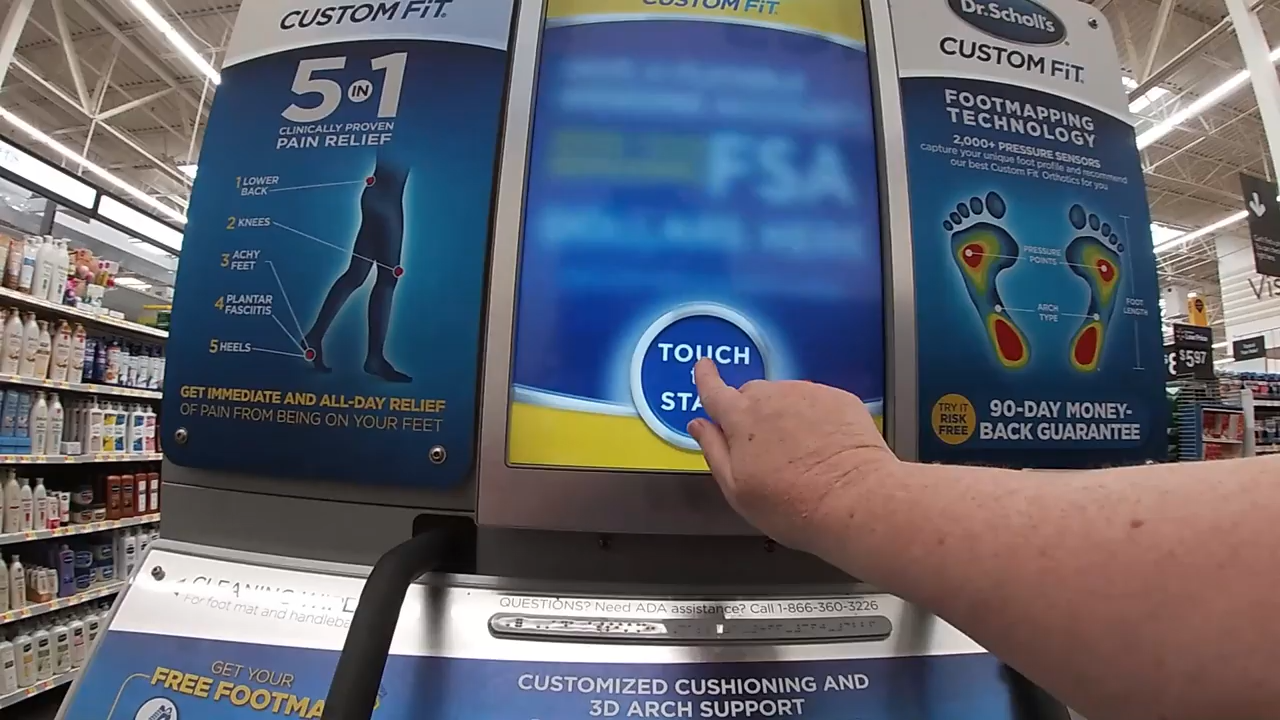 CUSTOM FiT.
5 IN 1
CLINICALLY PROVEN
PAIN RELIEF
1 LOWER
BACK
2 KNEES
3 ACHY
FEET
4 PLANTAR
FASCIITIS
5 HEELS
GET IMMEDIATE AND ALL-DAY RELIEF
OF PAIN FROM BEING ON YOUR FEET
CUSTOM FiT.
FSA
TOUCH
Dr. Scholl's
CUSTOM FiT.
FOOTMAPPING
TECHNOLOGY
2,000+ PRESSURE SENSORS
capture your unique foot profile and recommend
our best Custom Fit Orthotics for you
PRESSURE
POINTS
ARCH
TYPE
FOOT
LENGTH
TRY IT
RISK
FREE
90-DAY MONEY-
BACK GUARANTEE
$597
CLEANING
For foot mat and
QUESTIONS? Need ADA assistance? Call 1-866-360-3226
GET YOUR
FREE
CUSTOMIZED CUSHIONING AND
3D ARCH SUPPORT